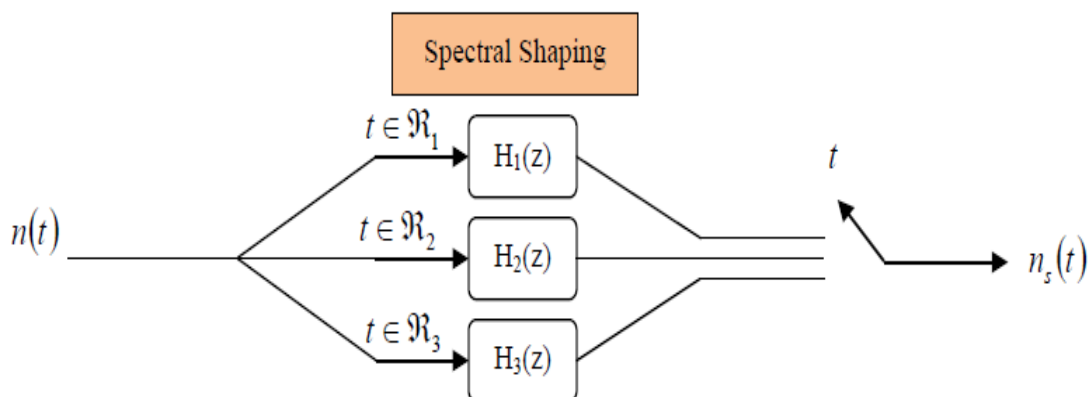 Spectral Shaping
t ∈ ℜ₁
H₁(z)
t
n(t)
t ∈ ℜ₂
H₂(z)
nₛ(t)
t ∈ ℜ₃
H₃(z)